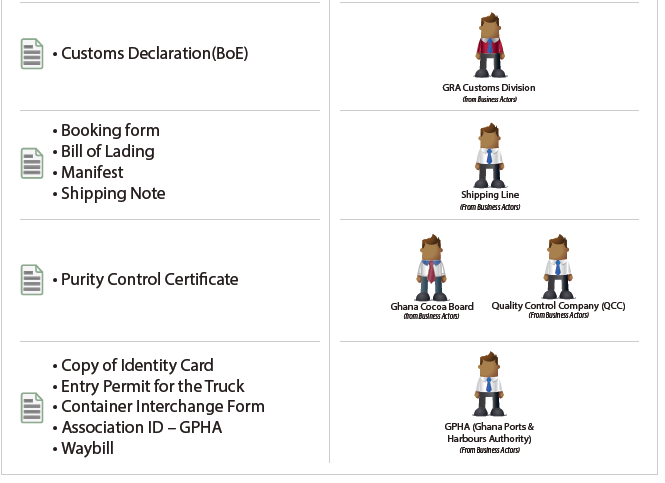 • Customs Declaration(BoE)
GRA Customs Division
(from Business Actors)
• Booking form
• Bill of Lading
• Manifest
• Shipping Note
Shipping Line
(From Business Actors)
• Purity Control Certificate
Ghana Cocoa Board
(from Business Actors)
Quality Control Company (QCC)
(From Business Actors)
• Copy of Identity Card
• Entry Permit for the Truck
• Container Interchange Form
• Association ID – GPHA
• Waybill
GPHA (Ghana Ports &
Harbours Authority)
(From Business Actors)